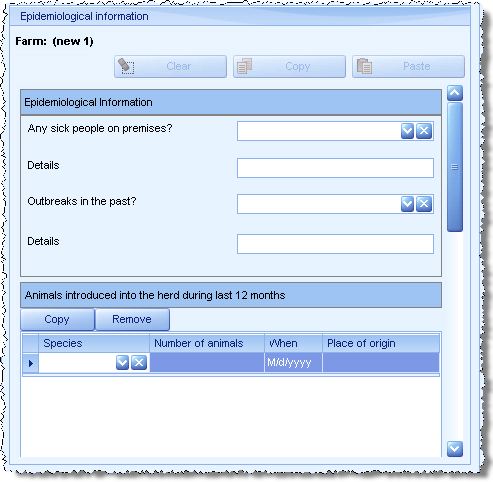 Epidemiological information
Farm: (new 1)
Clear Copy Paste
Epidemiological Information
Any sick people on premises?
Details
Outbreaks in the past?
Details
Animals introduced into the herd during last 12 months
Copy Remove
Species Number of animals When Place of origin
M/d/yyyy